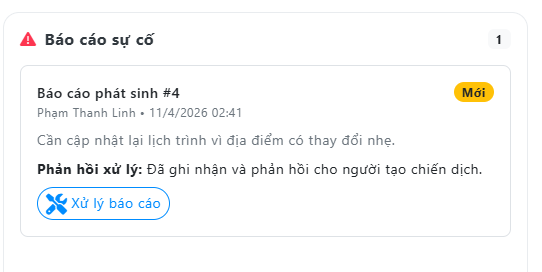 Báo cáo sự cố
1
Báo cáo phát sinh #4
Mới
Phạm Thanh Linh • 11/4/2026 02:41
Cần cập nhật lại lịch trình vì địa điểm có thay đổi nhẹ.
Phản hồi xử lý: Đã ghi nhận và phản hồi cho người tạo chiến dịch.
Xử lý báo cáo